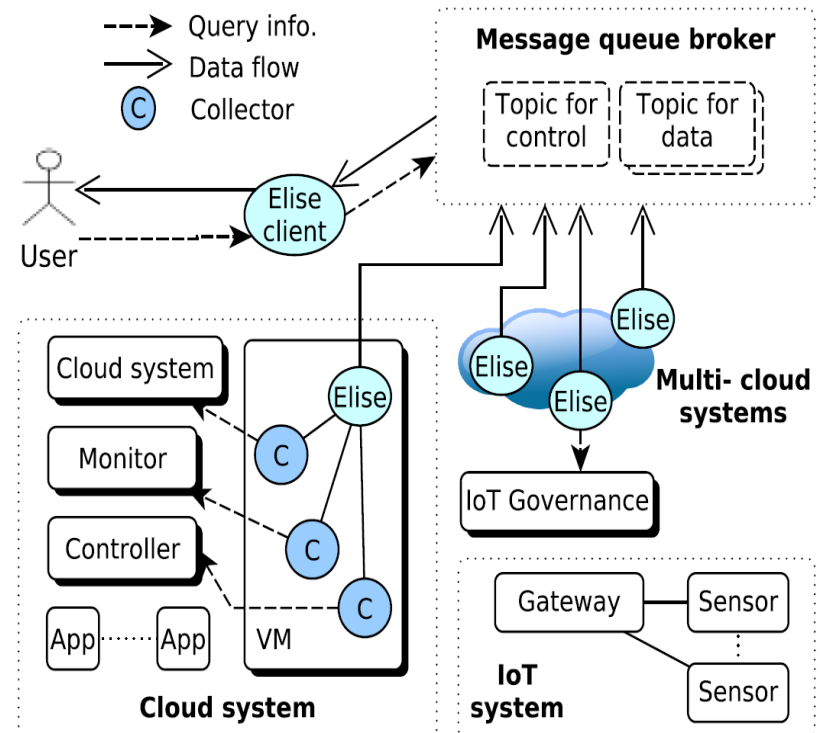 Query info.
Data flow
C
Collector
Message queue broker
Topic for
control
Topic for
data
Elise
client
User
Cloud system
Monitor
Controller
App
App
Elise
C
C
C
VM
Cloud system
Elise
Elise
Elise
Multi- cloud
systems
IoT Governance
Gateway
Sensor
Sensor
IoT
system